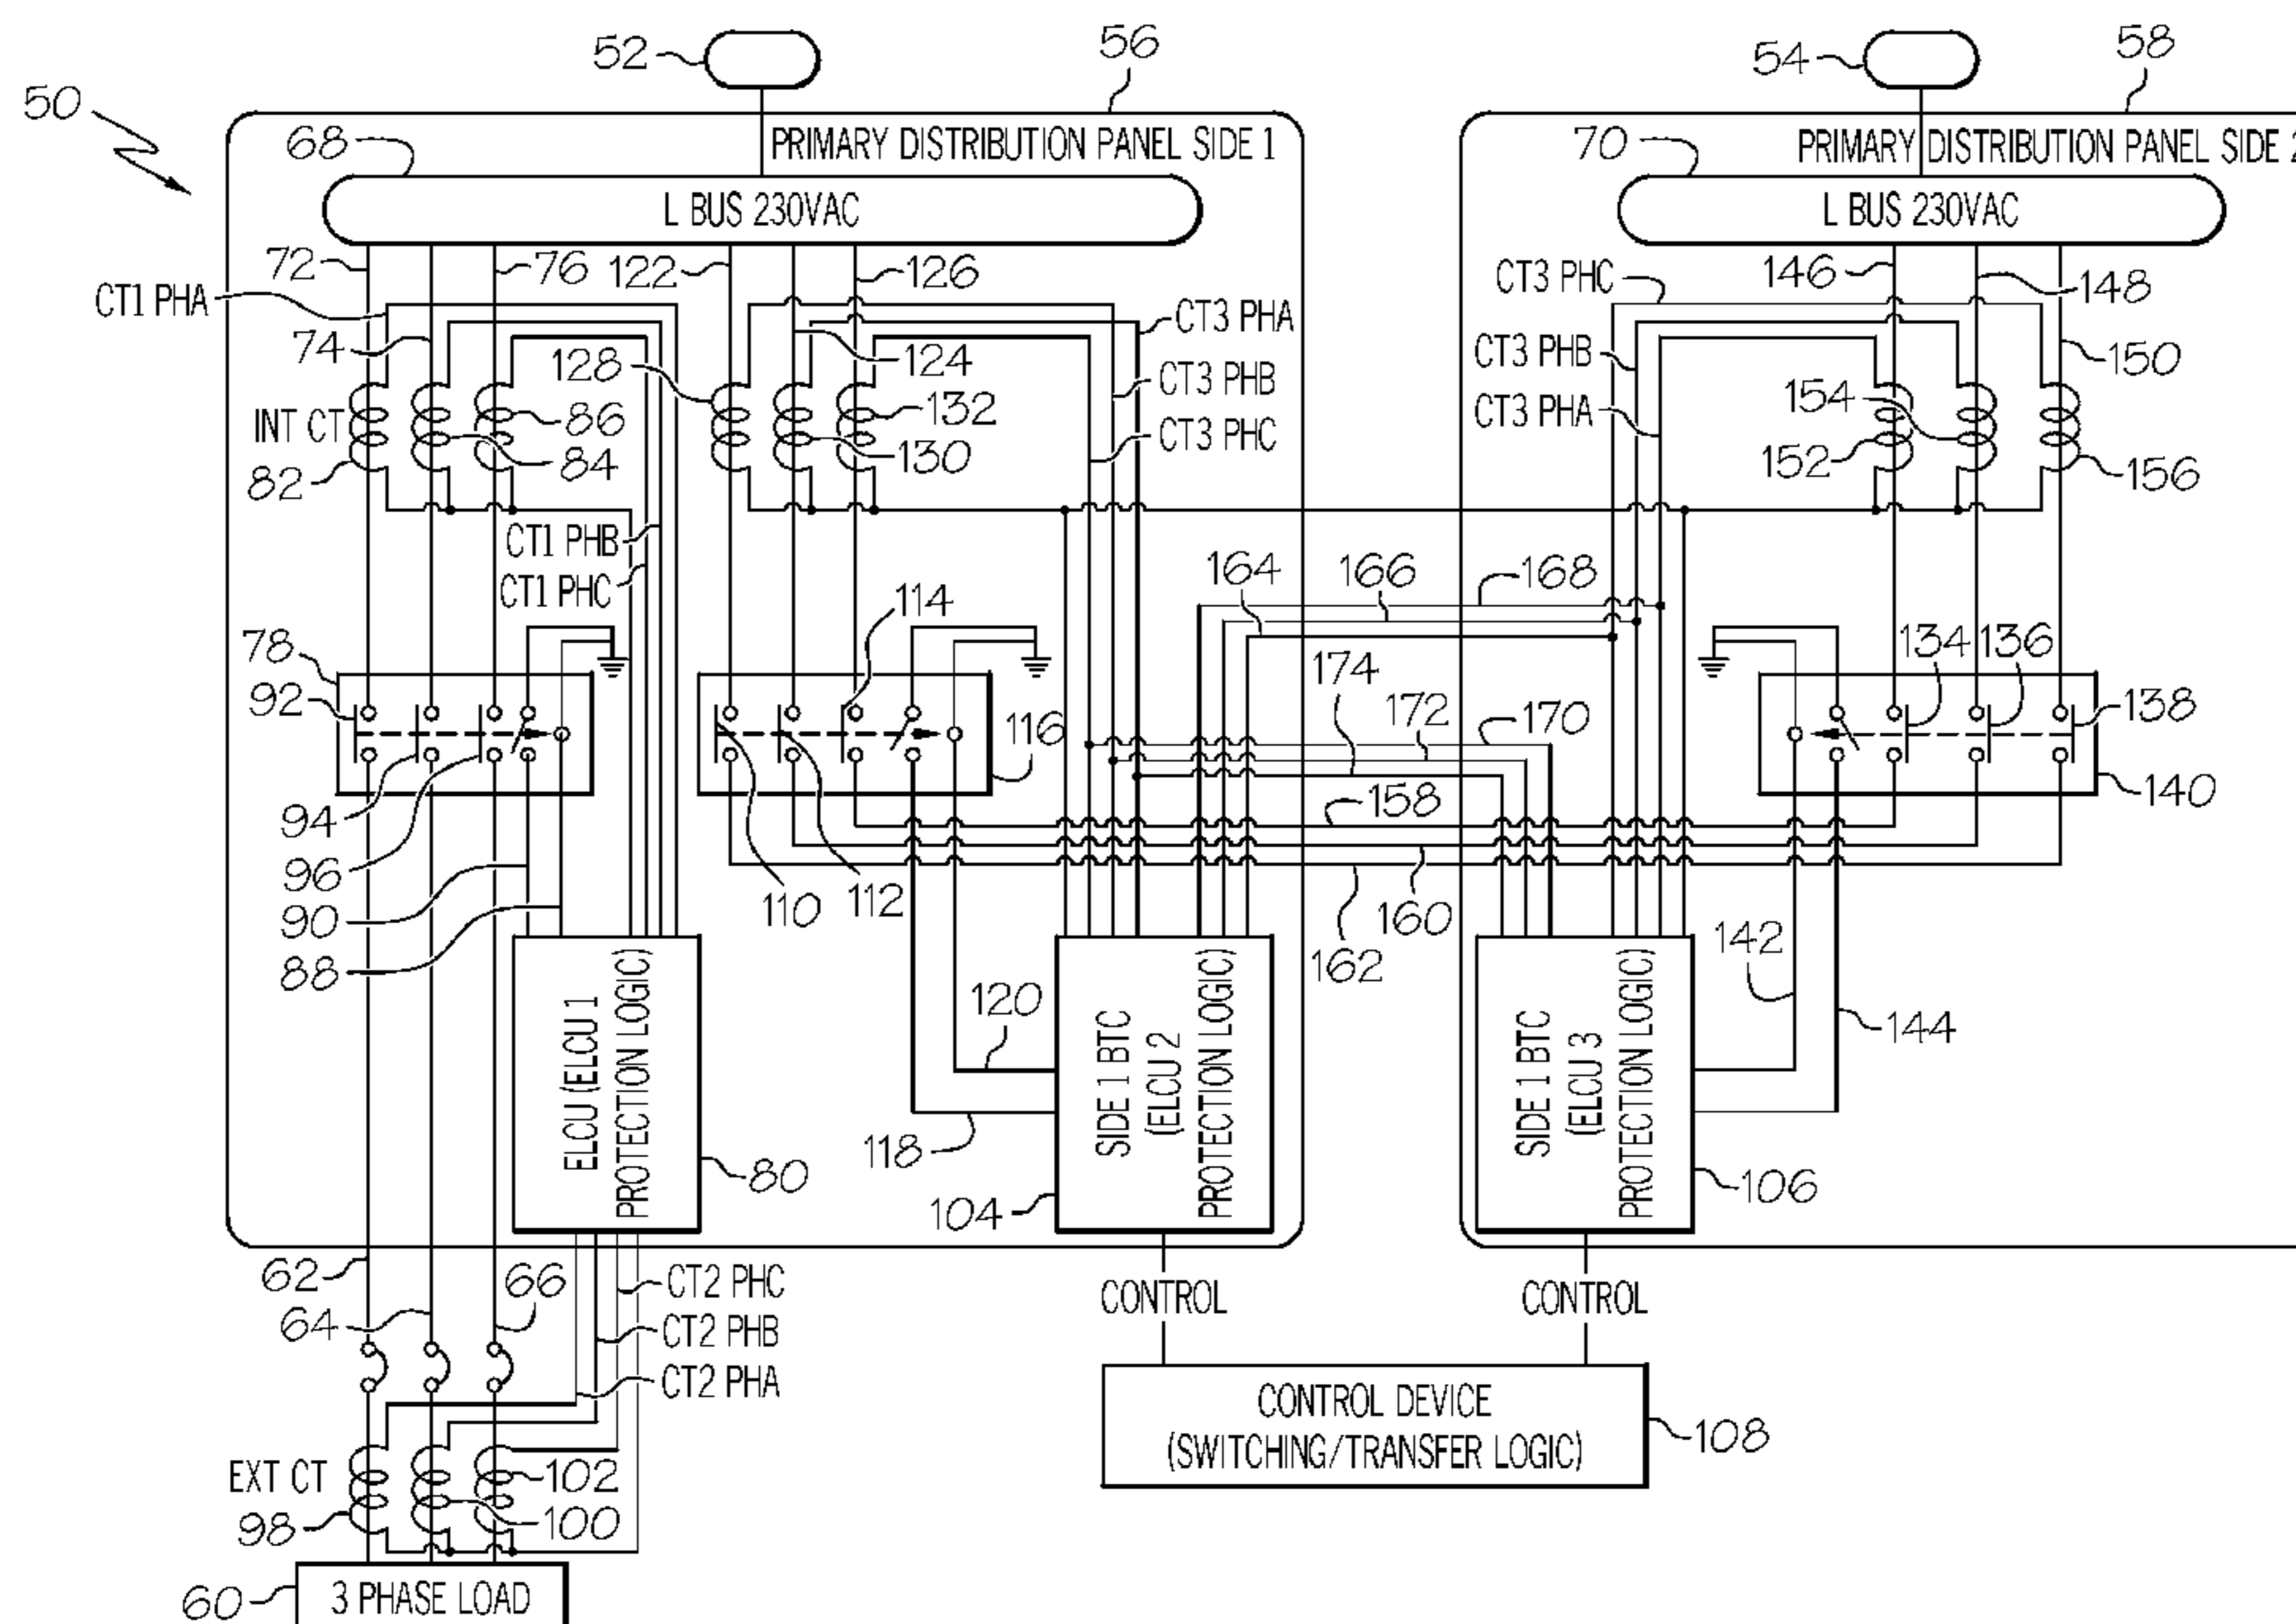 50
52
56
54
58
PRIMARY DISTRIBUTION PANEL SIDE 1
PRIMARY DISTRIBUTION PANEL SIDE 2
68
70
L BUS 230VAC
L BUS 230VAC
72
76
122
126
146
148
CT1 PHA
CT3 PHC
74
128
124
CT3 PHA
CT3 PHB
CT3 PHC
CT3 PHB
CT3 PHA
150
INT CT
82
86
84
132
130
154
152
156
CT1 PHB
CT1 PHC
114
164
166
168
78
92
134
136
138
174
172
170
116
94
96
90
88
110
112
158
160
162
140
142
144
120
118
ELCU (ELCU 1
PROTECTION LOGIC)
80
SIDE 1 BTC
(ELCU 2
PROTECTION LOGIC)
104
SIDE 1 BTC
(ELCU 3
PROTECTION LOGIC)
106
62
64
66
CT2 PHC
CT2 PHB
CT2 PHA
CONTROL
CONTROL
CONTROL DEVICE
(SWITCHING/TRANSFER LOGIC)
108
EXT CT
98
102
100
60
3 PHASE LOAD